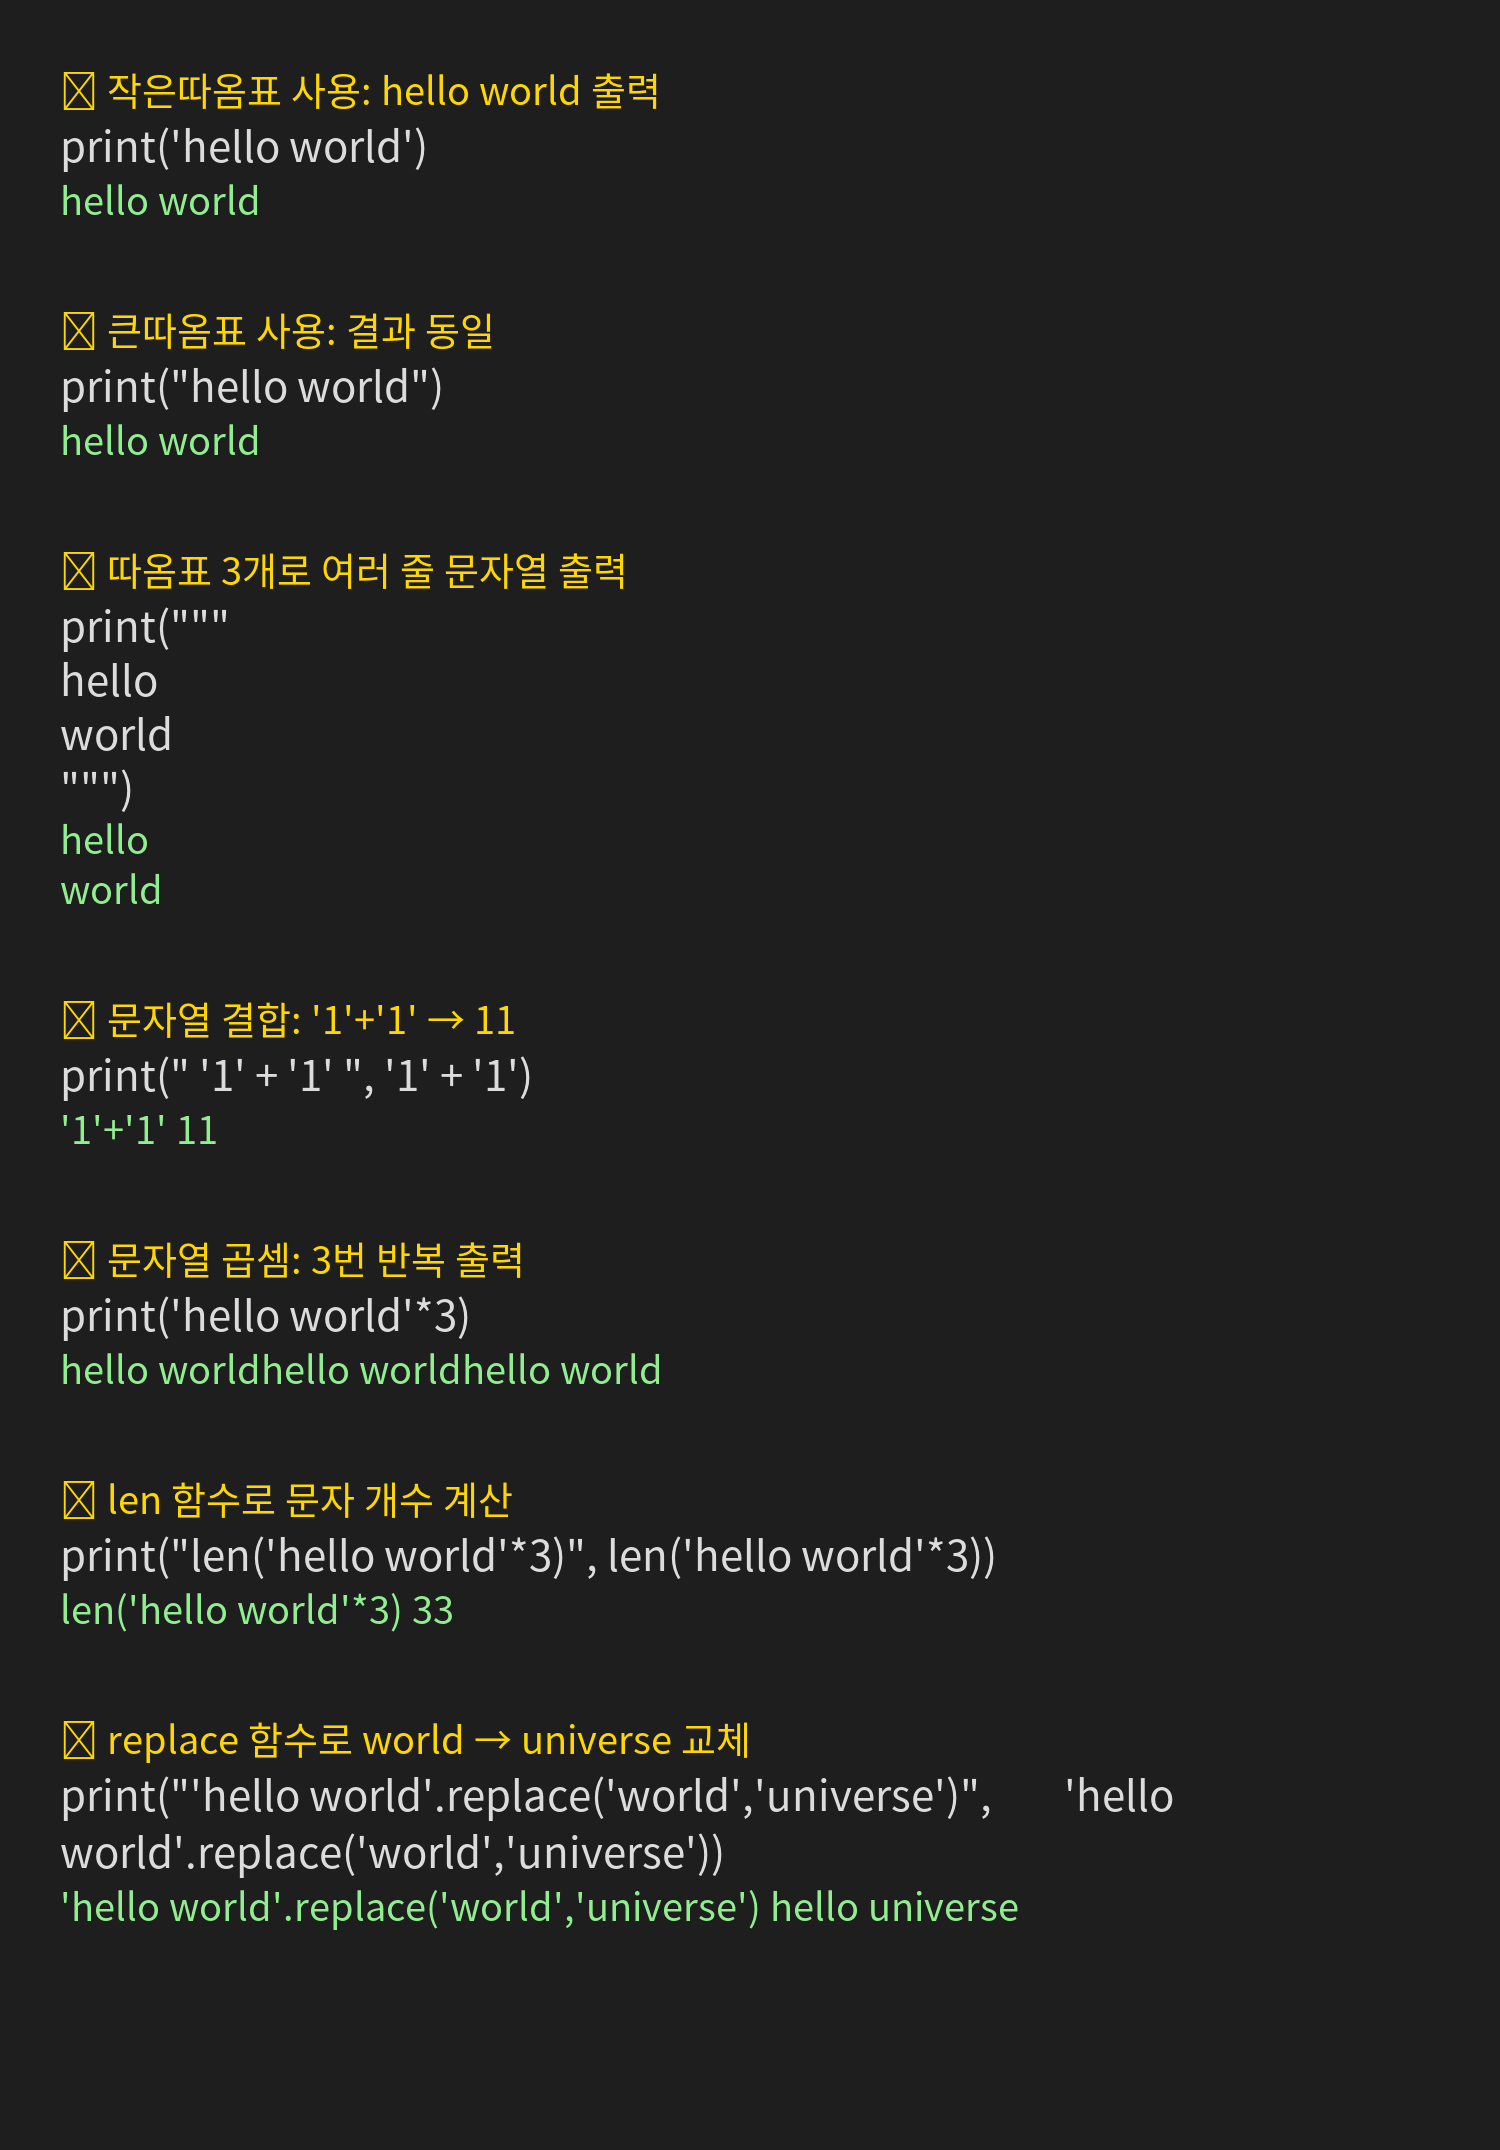 작은따옴표 사용: hello world 출력
print('hello world')
hello world
큰따옴표 사용: 결과 동일
print("hello world")
hello world
따옴표 3개로 여러 줄 문자열 출력
print("""
hello
world
""")
hello
world
문자열 결합: '1'+'1' → 11
print(" '1' + '1' ", '1' + '1')
'1'+'1' 11
문자열 곱셈: 3번 반복 출력
print('hello world'*3)
hello worldhello worldhello world
len 함수로 문자 개수 계산
print("len('hello world'*3)", len('hello world'*3))
len('hello world'*3) 33
replace 함수로 world → universe 교체
print("'hello world'.replace('world','universe')",       'hello
world'.replace('world','universe'))
'hello world'.replace('world','universe') hello universe